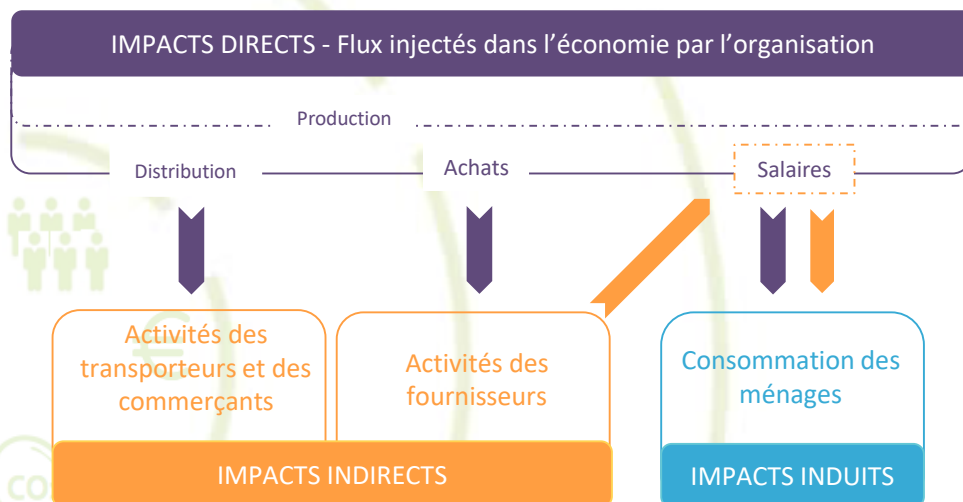 IMPACTS DIRECTS - Flux injectés dans l’économie par l’organisation
Production
Distribution
Achats
Salaires
Activités des
transporteurs et des
commerçants
Activités des
fournisseurs
Consommation des
ménages
IMPACTS INDIRECTS
IMPACTS INDUITS
€